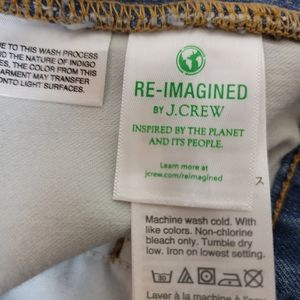 E TO THIS WASH PROCESS
D THE NATURE OF INDIGO
ES, THE COLOR FROM THIS
ARMENT MAY TRANSFER
ONTO LIGHT SURFACES.
RE-IMAGINED
BY J.CREW
INSPIRED BY THE PLANET
AND ITS PEOPLE.
Learn more at
jcrew.com/reimagined
Machine wash cold. With
like colors. Non-chlorine
bleach only. Tumble dry
low. Iron on lowest setting.
Laver à la machine à l'